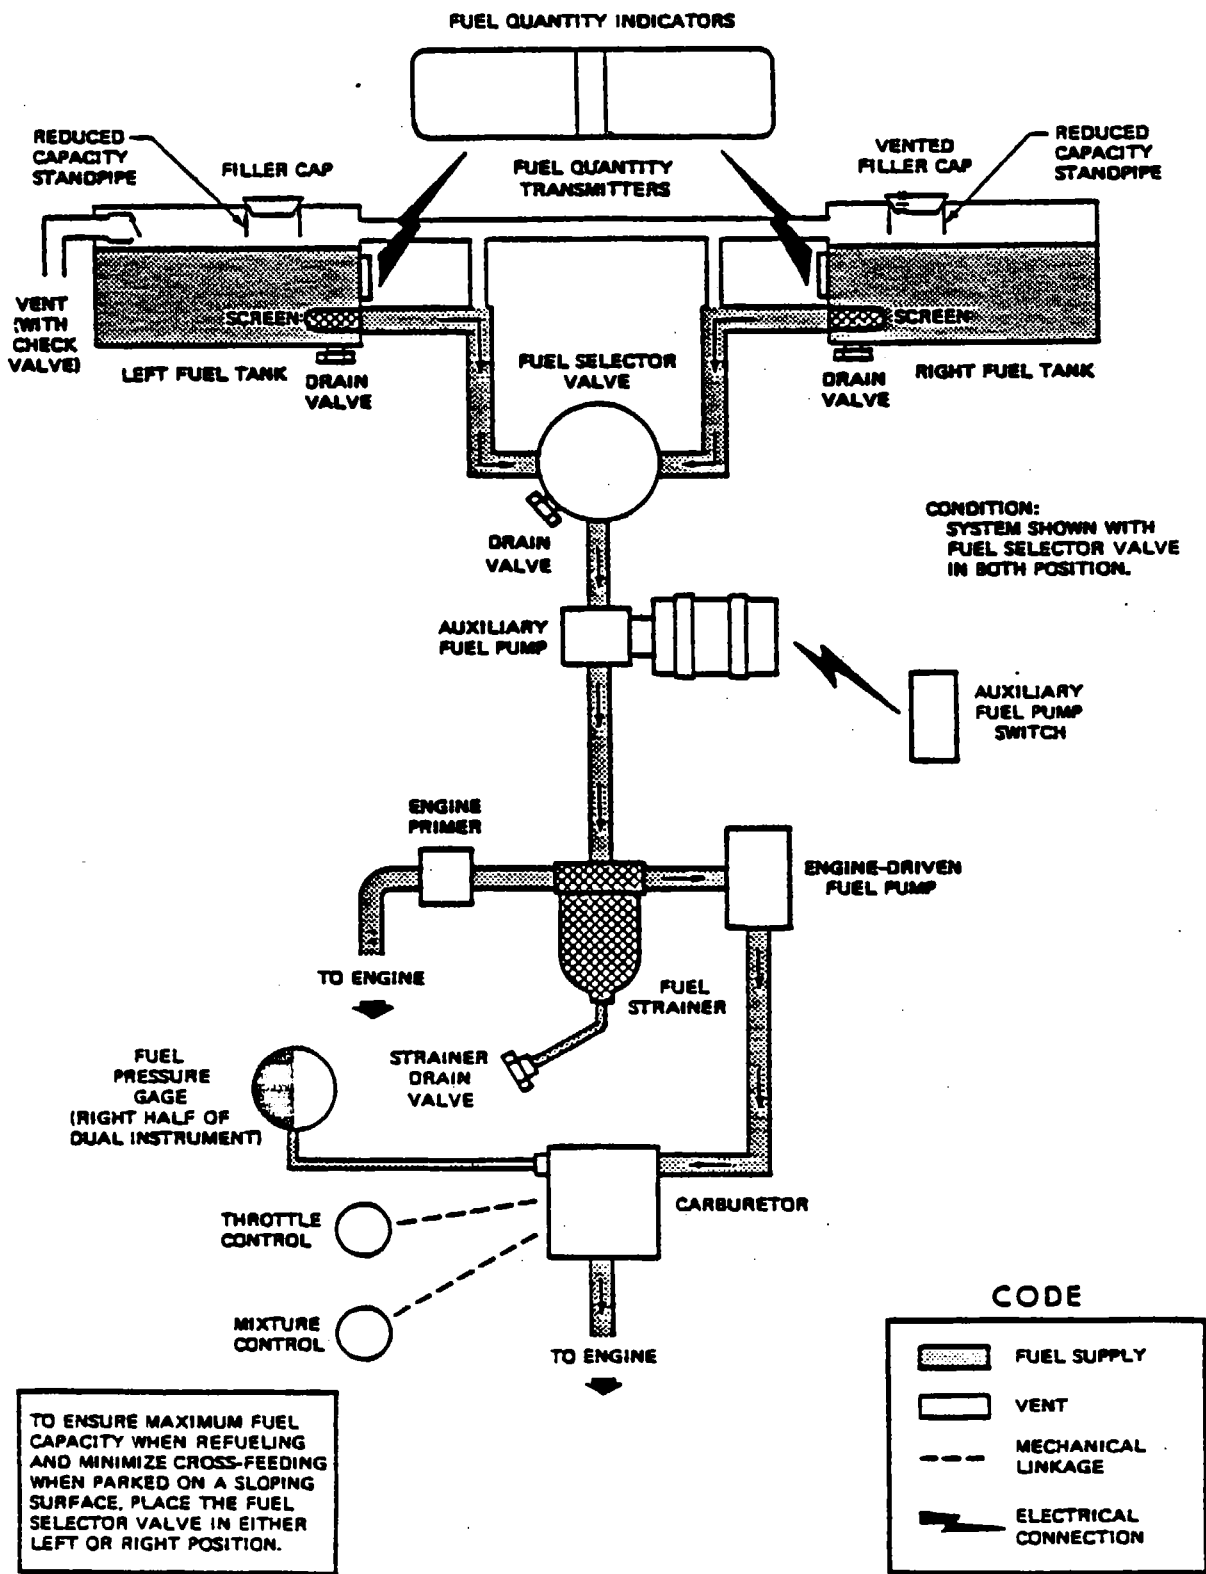 FUEL QUANTITY INDICATORS
REDUCED
CAPACITY
STANDPIPE
FILLER CAP
FUEL QUANTITY
TRANSMITTERS
VENTED
FILLER CAP
REDUCED
CAPACITY
STANDPIPE
VENT
(WITH
CHECK
VALVE)
SCREEN
SCREEN
LEFT FUEL TANK
DRAIN
VALVE
FUEL SELECTOR
VALVE
DRAIN
VALVE
RIGHT FUEL TANK
DRAIN
VALVE
CONDITION:
SYSTEM SHOWN WITH
FUEL SELECTOR VALVE
IN BOTH POSITION.
AUXILIARY
FUEL PUMP
AUXILIARY
FUEL PUMP
SWITCH
ENGINE
PRIMER
ENGINE-DRIVEN
FUEL PUMP
TO ENGINE
FUEL
STRAINER
STRAINER
DRAIN
VALVE
FUEL
PRESSURE
GAGE
(RIGHT HALF OF
DUAL INSTRUMENT)
CARBURETOR
THROTTLE
CONTROL
MIXTURE
CONTROL
TO ENGINE
CODE
FUEL SUPPLY
VENT
MECHANICAL
LINKAGE
ELECTRICAL
CONNECTION
TO ENSURE MAXIMUM FUEL
CAPACITY WHEN REFUELING
AND MINIMIZE CROSS-FEEDING
WHEN PARKED ON A SLOPING
SURFACE, PLACE THE FUEL
SELECTOR VALVE IN EITHER
LEFT OR RIGHT POSITION.